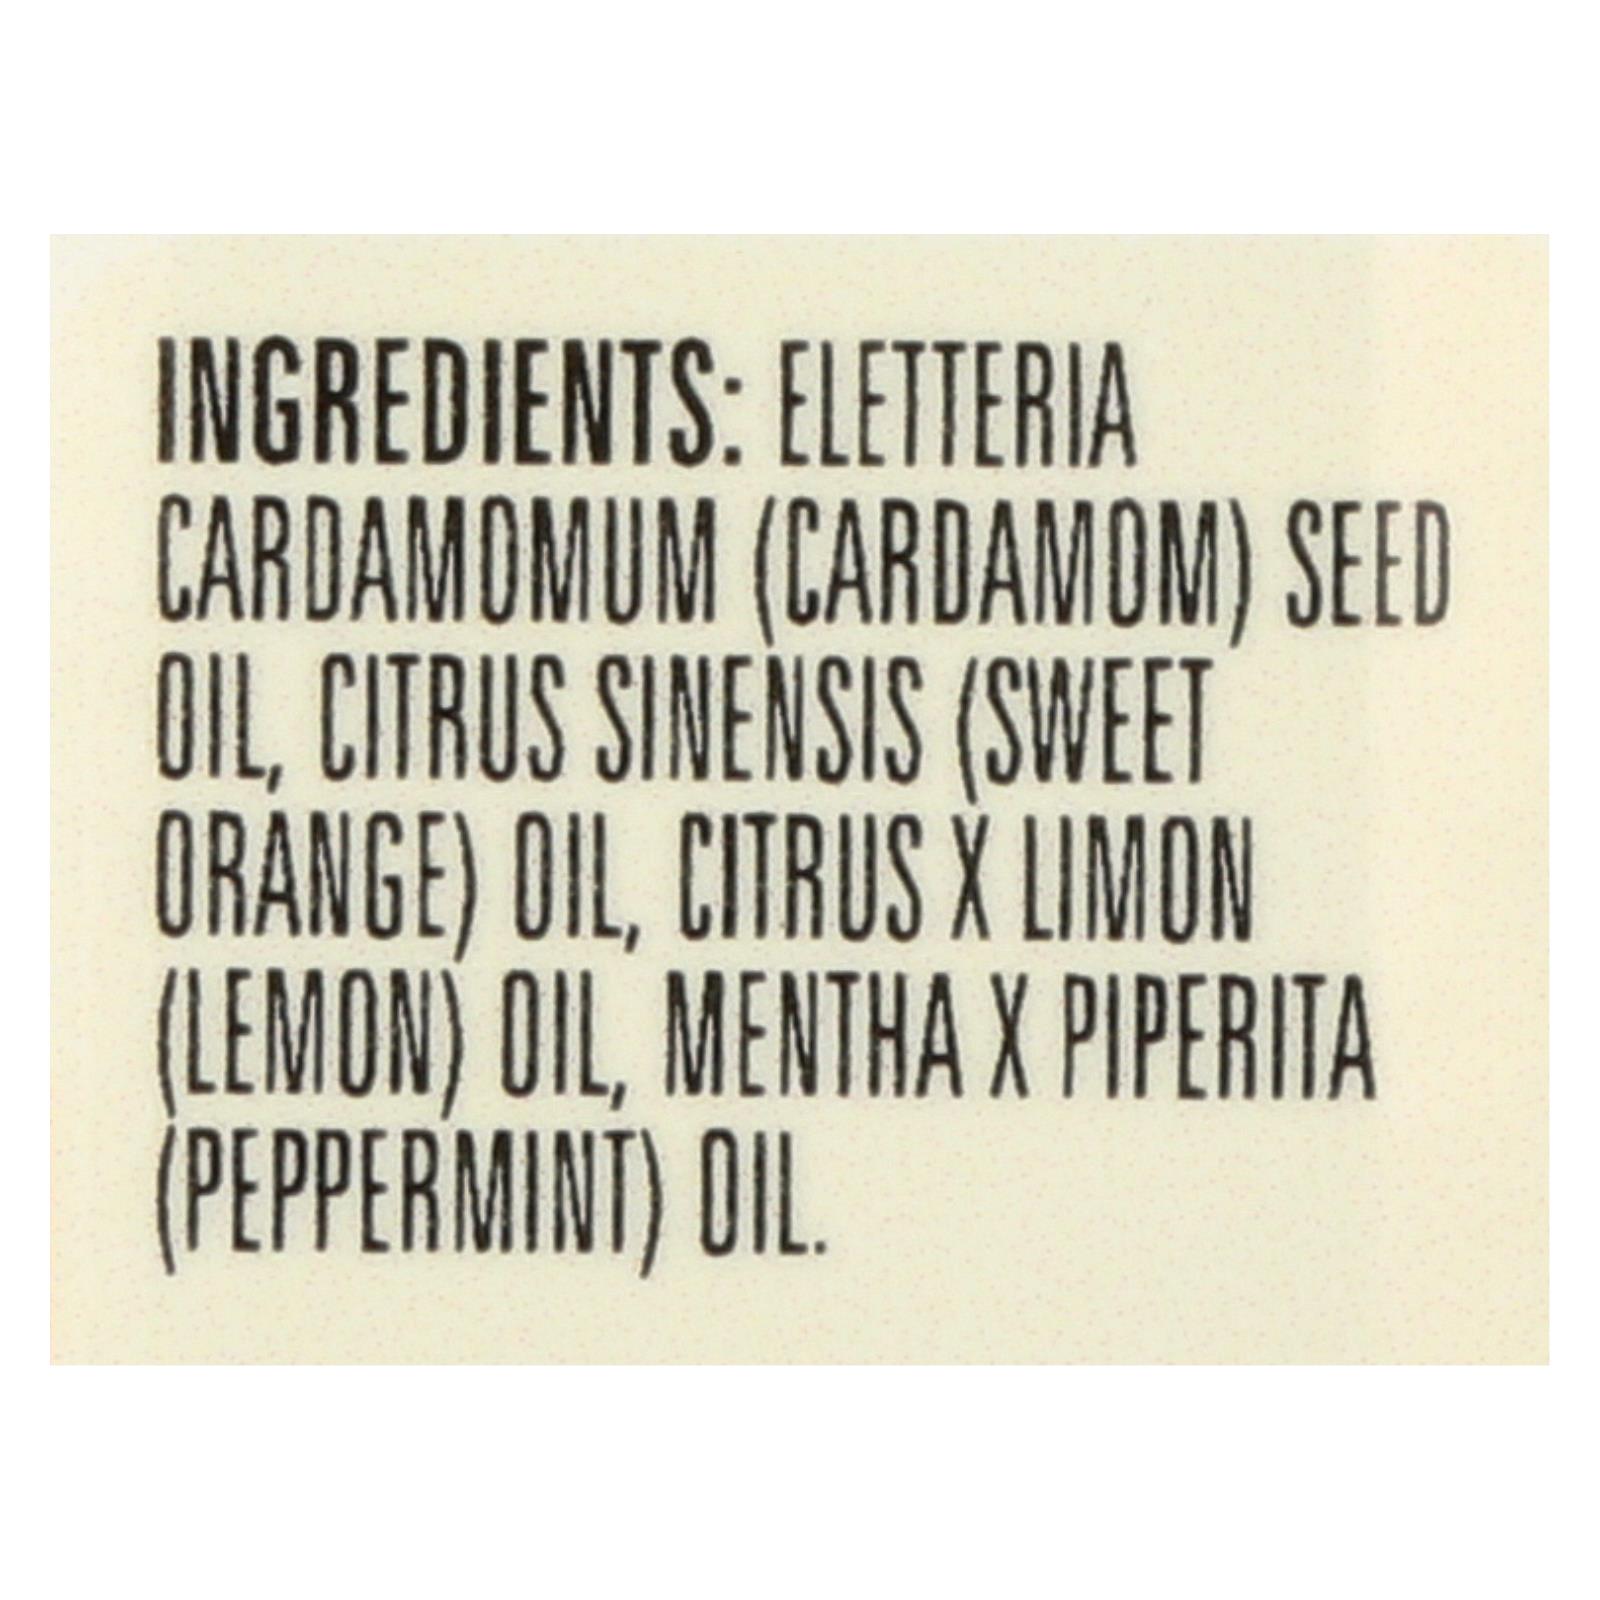 INGREDIENTS: ELETTERIA
CARDAMOMUM (CARDAMOM) SEED
OIL, CITRUS SINENSIS (SWEET
ORANGE) OIL, CITRUS X LIMON
(LEMON) OIL, MENTHA X PIPERITA
(PEPPERMINT) OIL.